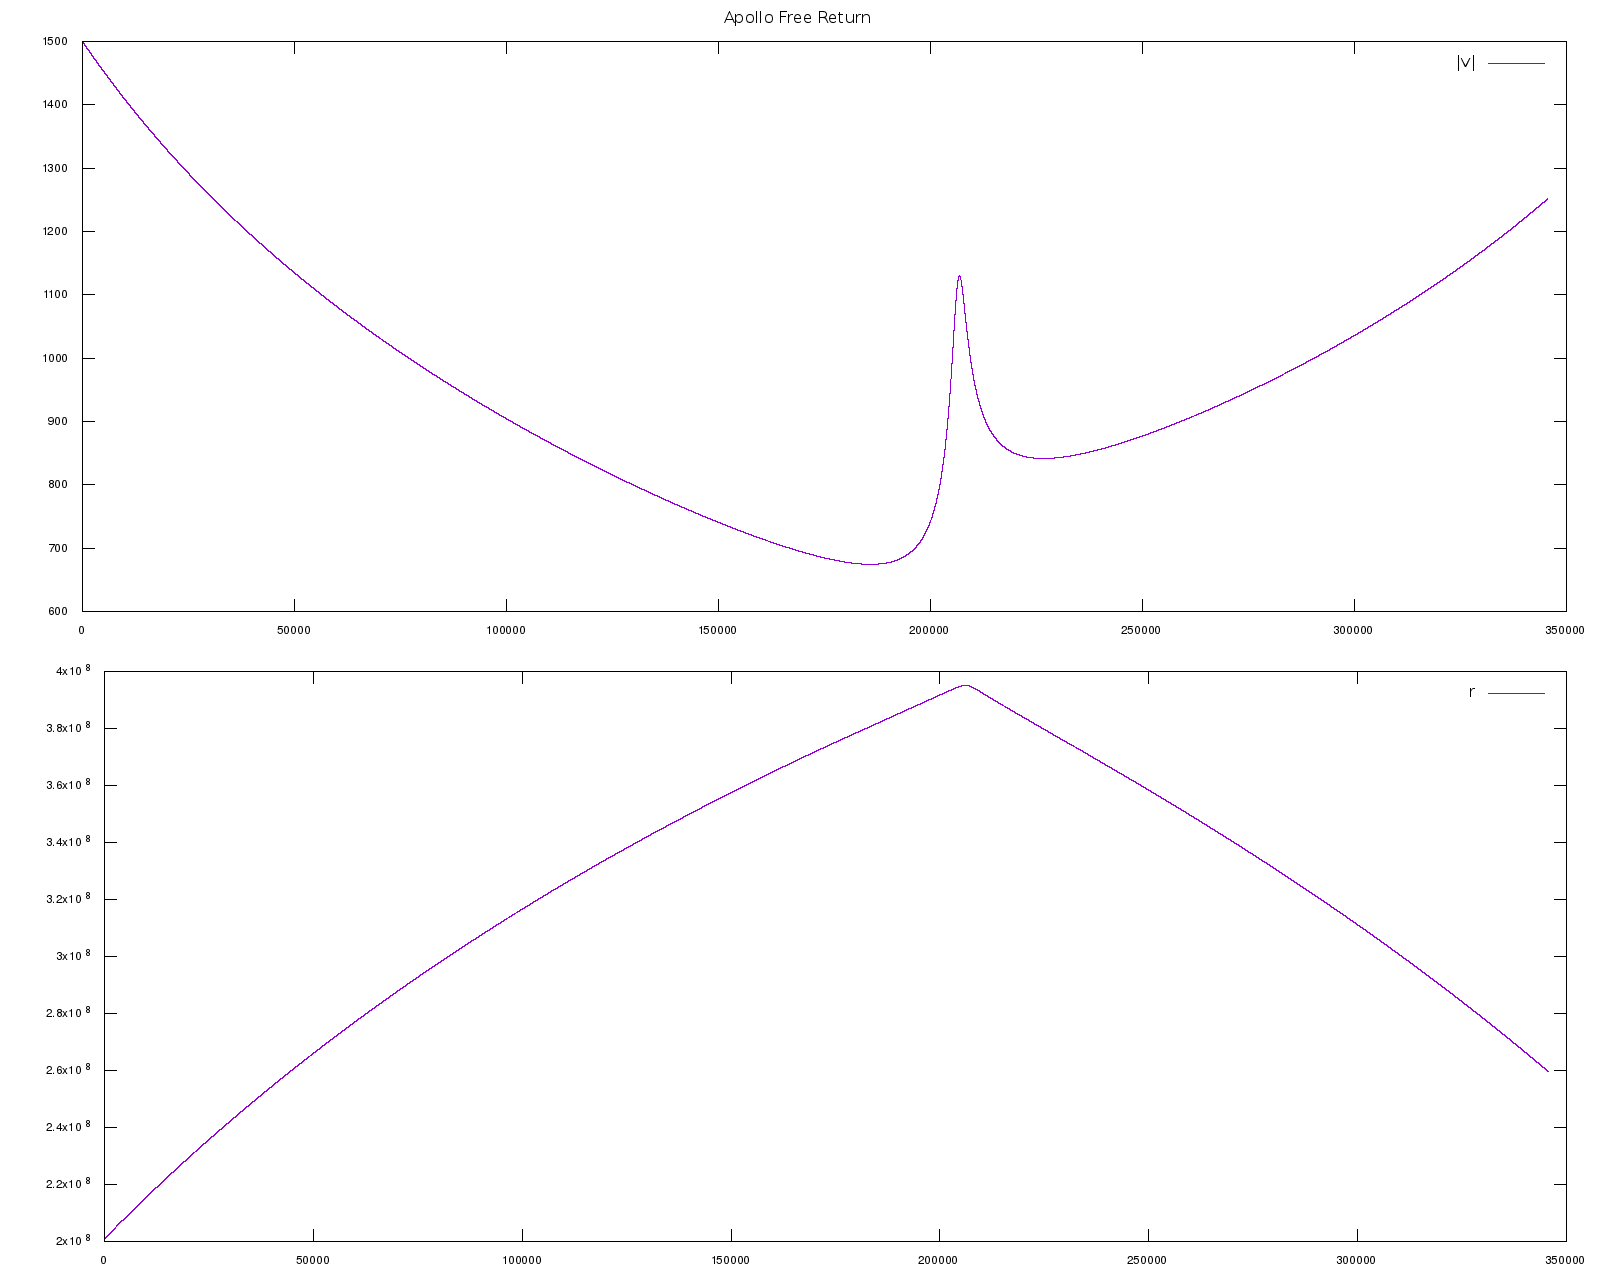 Apollo Free Return
|v|
1500
1400
1300
1200
1100
1000
900
800
700
600
0 50000 100000 150000 200000 250000 300000 350000
r
4x10 8
3.8x10 8
3.6x10 8
3.4x10 8
3.2x10 8
3x10 8
2.8x10 8
2.6x10 8
2.4x10 8
2.2x10 8
2x10 8
0 50000 100000 150000 200000 250000 300000 350000